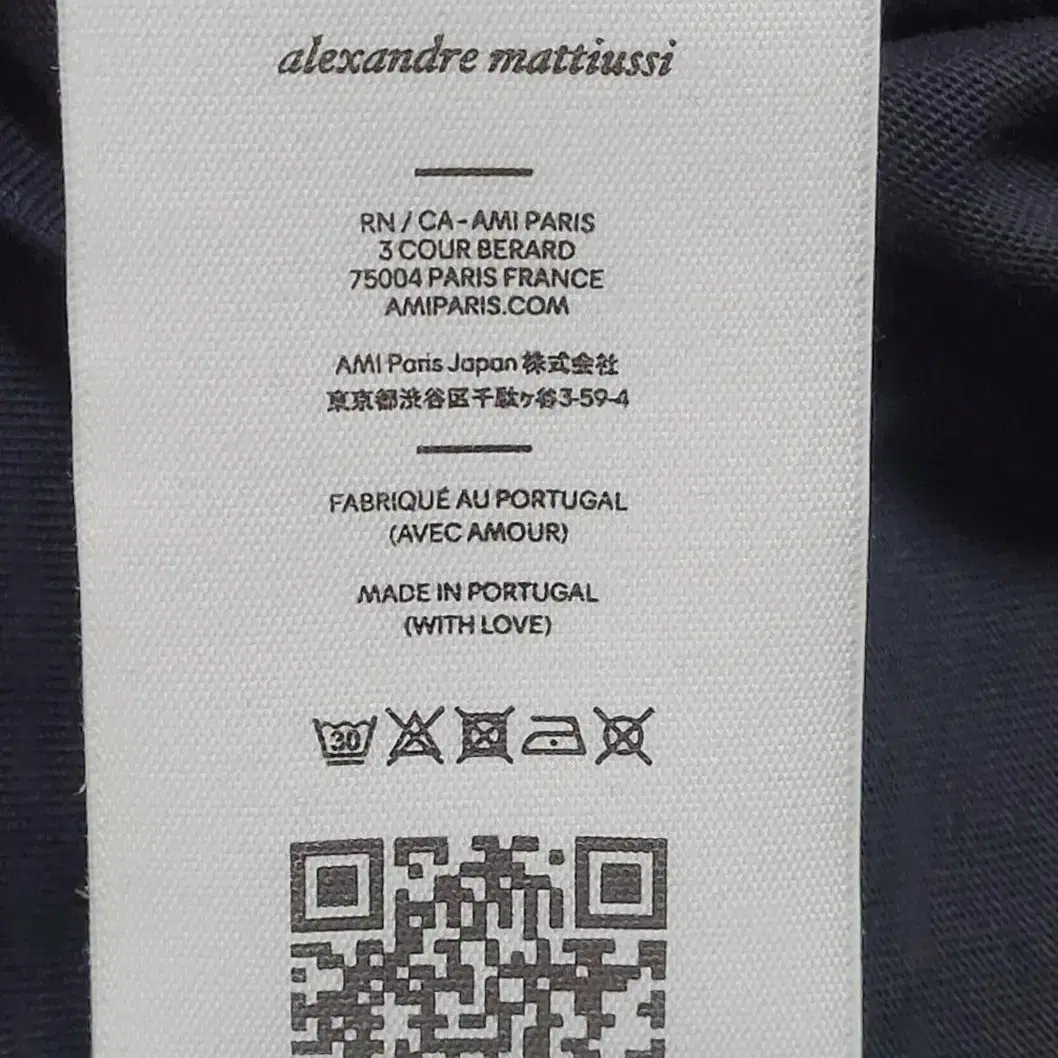 alexandre mattiussi
RN / CA - AMI PARIS
3 COUR BERARD
75004 PARIS FRANCE
AMIPARIS.COM
AMI Paris Japan 株式会社
東京都渋谷区千駄ヶ谷3-59-4
FABRIQUÉ AU PORTUGAL
(AVEC AMOUR)
MADE IN PORTUGAL
(WITH LOVE)
30